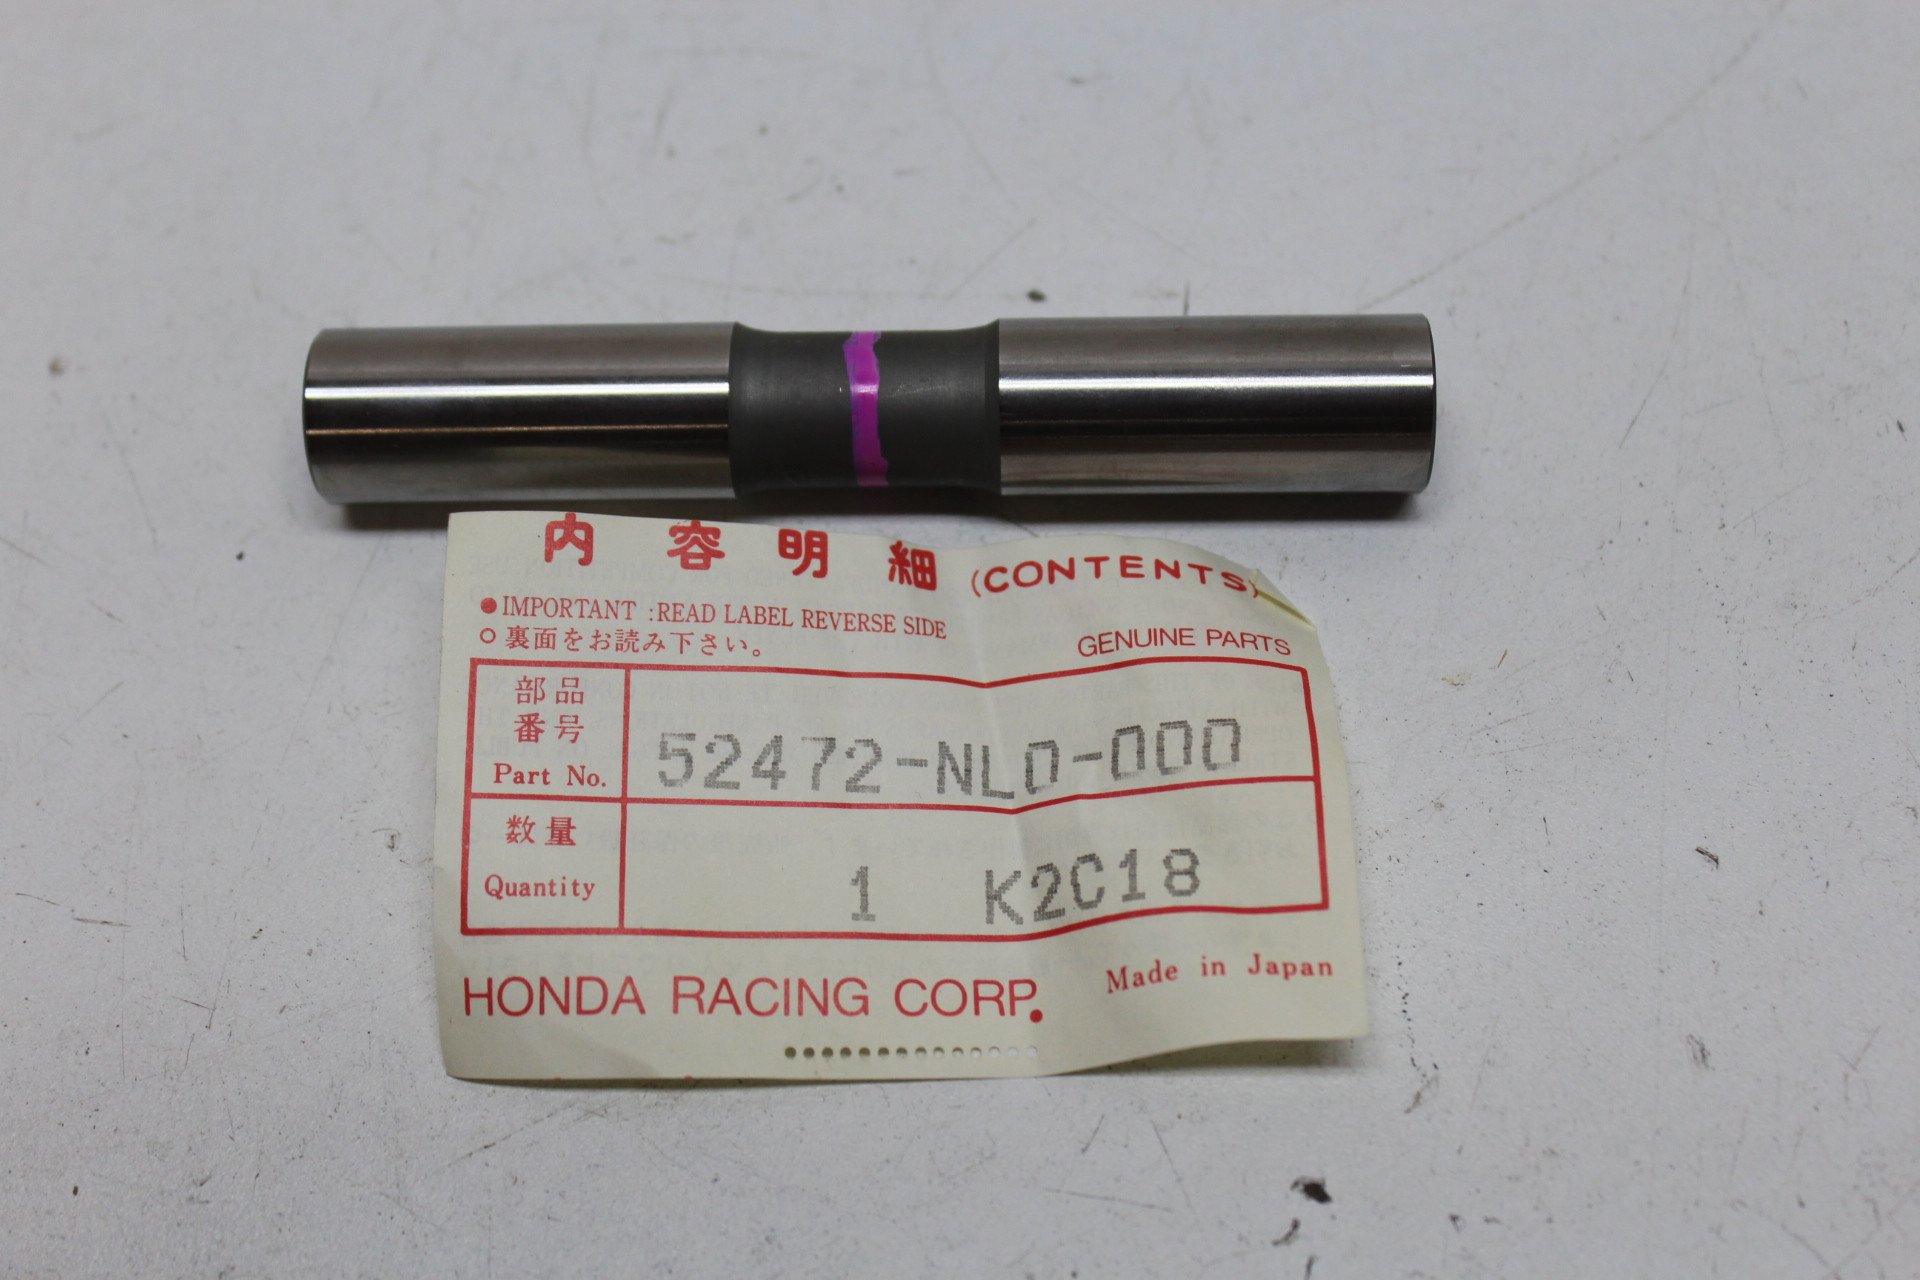 内容明細 (CONTENTS)
●IMPORTANT :READ LABEL REVERSE SIDE
○裏面をお読み下さい。
GENUINE PARTS
部品
番号
Part No.
52472-NL0-000
数量
Quantity
1 K2C18
HONDA RACING CORP.
Made in Japan